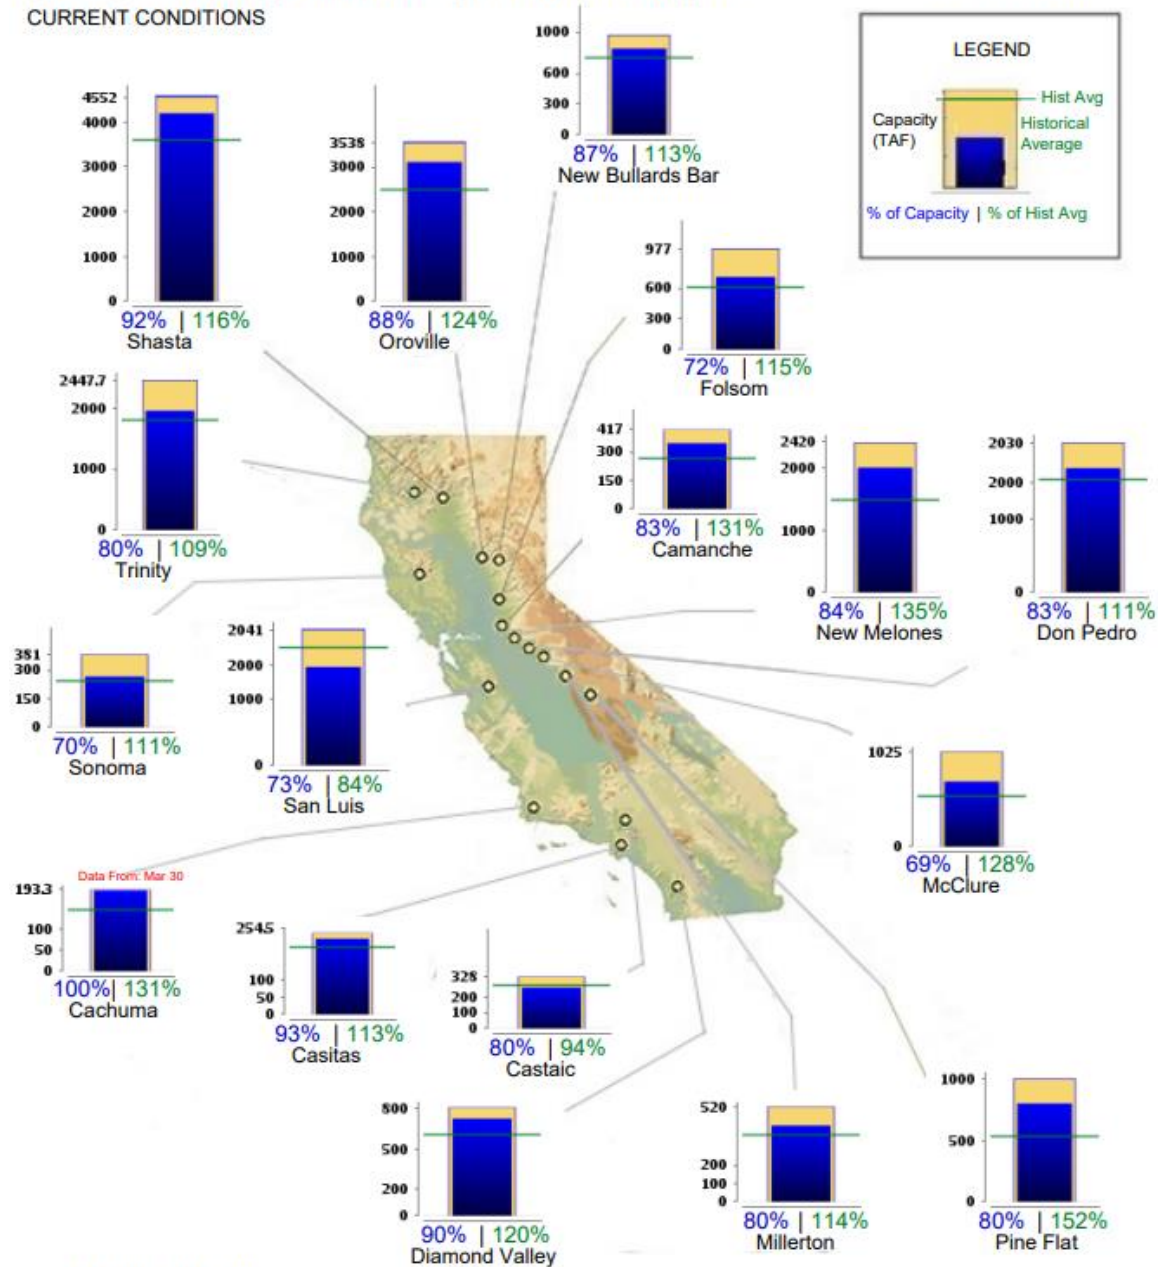 CURRENT CONDITIONS
LEGEND
Capacity
(TAF)
Hist Avg
Historical
Average
% of Capacity | % of Hist Avg
4552
4000
3000
2000
1000
0
92% | 116%
Shasta
3538
3000
2000
1000
0
88% | 124%
Oroville
1000
600
300
0
87% | 113%
New Bullards Bar
977
600
300
0
72% | 115%
Folsom
2447.7
2000
1000
0
80% | 109%
Trinity
417
300
150
0
83% | 131%
Camanche
2420
2000
1000
0
84% | 135%
New Melones
2030
2000
1000
0
83% | 111%
Don Pedro
381
300
150
0
70% | 111%
Sonoma
2041
2000
1000
0
73% | 84%
San Luis
1025
0
69% | 128%
McClure
Data From: Mar 30
193.3
100
50
0
100% | 131%
Cachuma
254.5
100
50
0
93% | 113%
Casitas
328
200
100
0
80% | 94%
Castaic
800
500
200
0
90% | 120%
Diamond Valley
520
200
100
0
80% | 114%
Millerton
1000
500
0
80% | 152%
Pine Flat